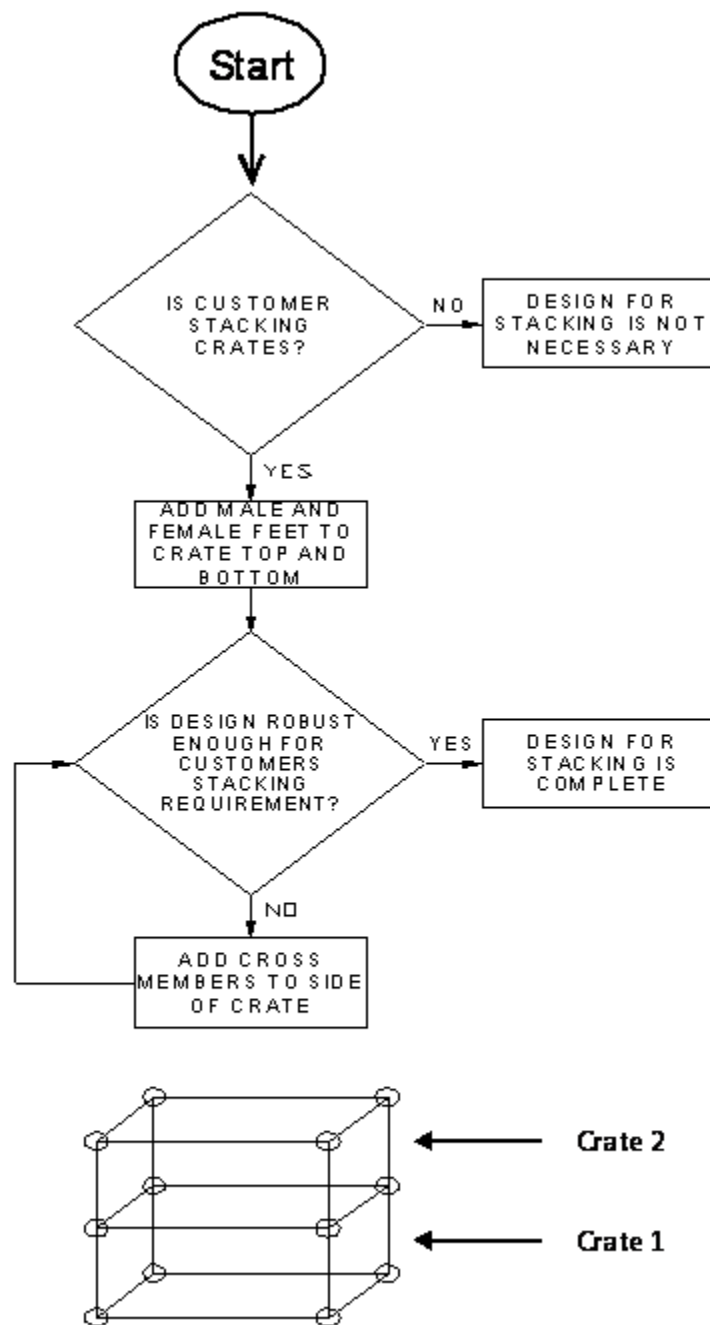 Start
IS CUSTOMER
STACKING
CRATES?
NO
DESIGN FOR
STACKING IS NOT
NECESSARY
YES
ADD MALE AND
FEMALE FEET TO
CRATE TOP AND
BOTTOM
IS DESIGN ROBUST
ENOUGH FOR
CUSTOMERS
STACKING
REQUIREMENT?
YES
DESIGN FOR
STACKING IS
COMPLETE
NO
ADD CROSS
MEMBERS TO SIDE
OF CRATE
Crate 2
Crate 1